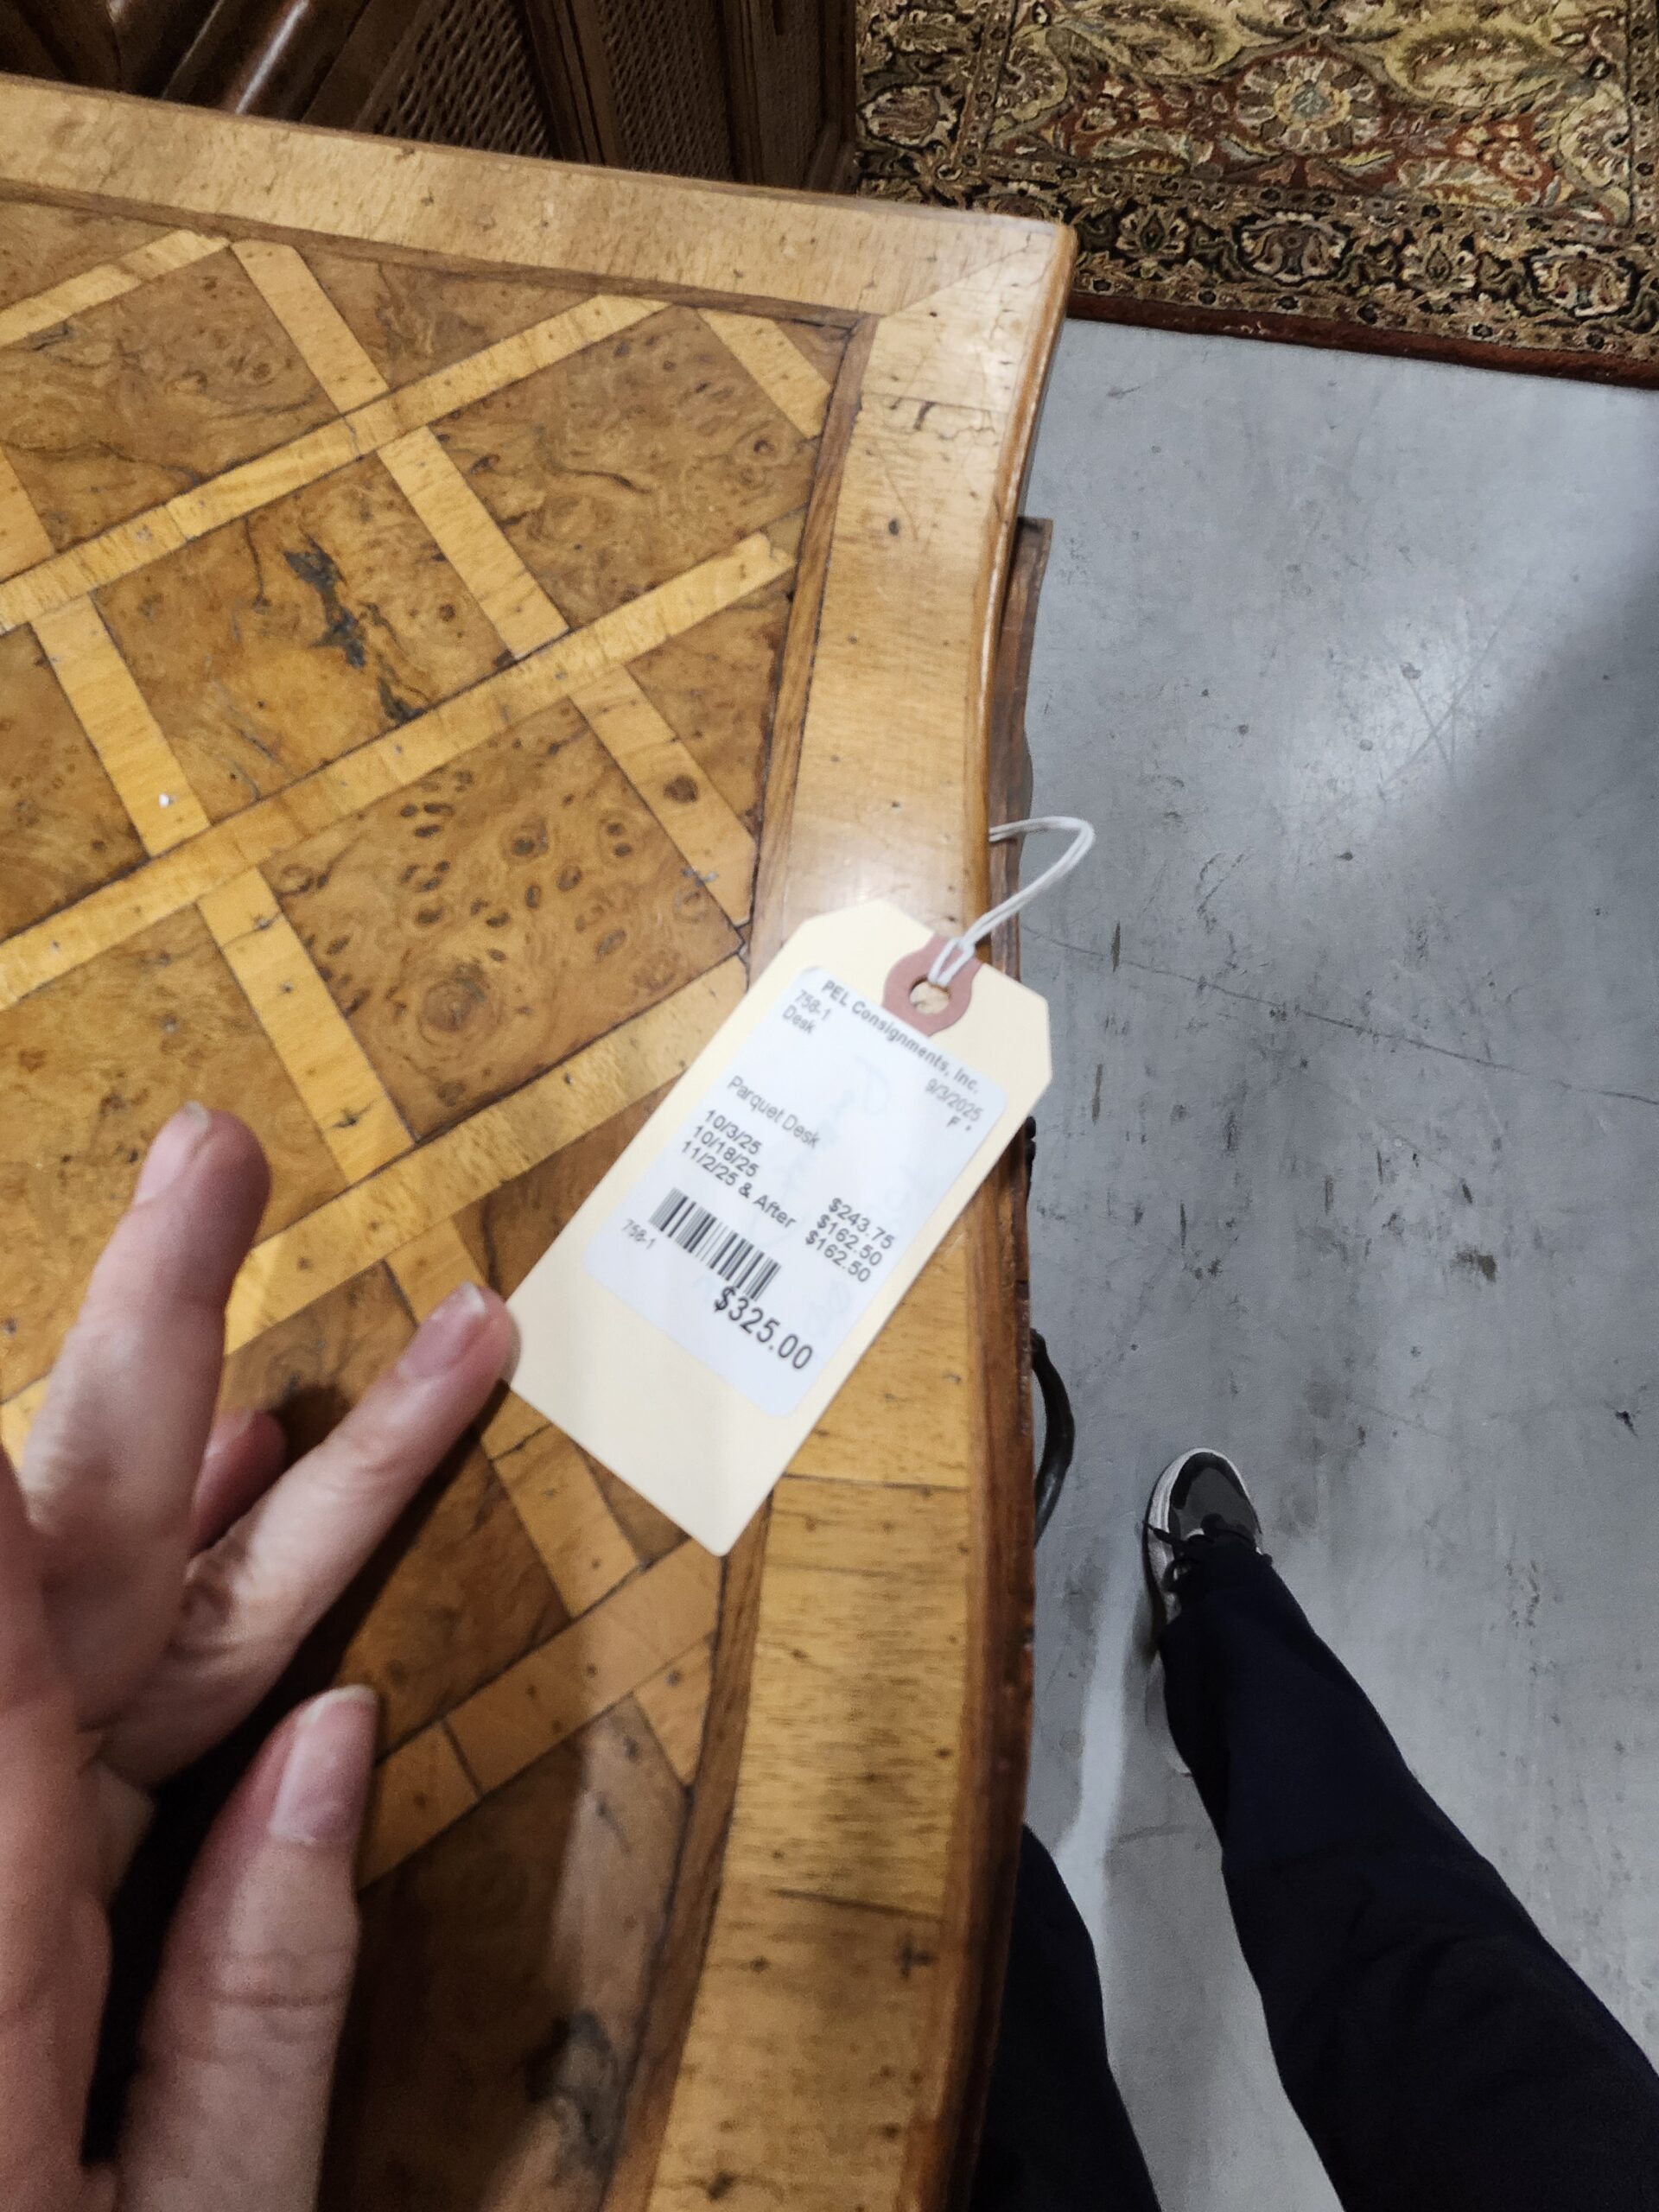 PEL Consignments, Inc.
758-1
9/3/2025
Desk
F *
Parquet Desk
10/3/25 $243.75
10/18/25 $162.50
11/2/25 & After $162.50
758-1
$325.00